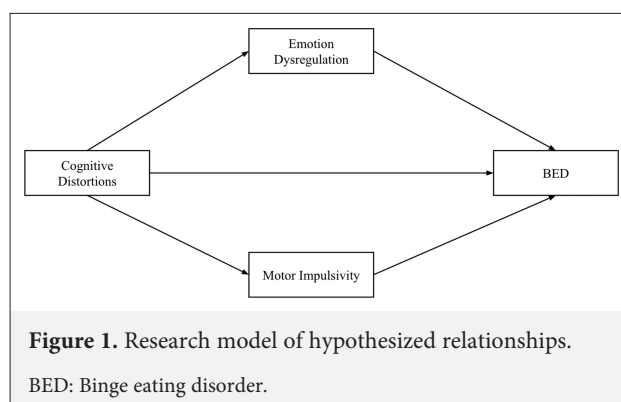 Emotion
Dysregulation
Cognitive
Distortions
BED
Motor Impulsivity
Figure 1. Research model of hypothesized relationships.
BED: Binge eating disorder.